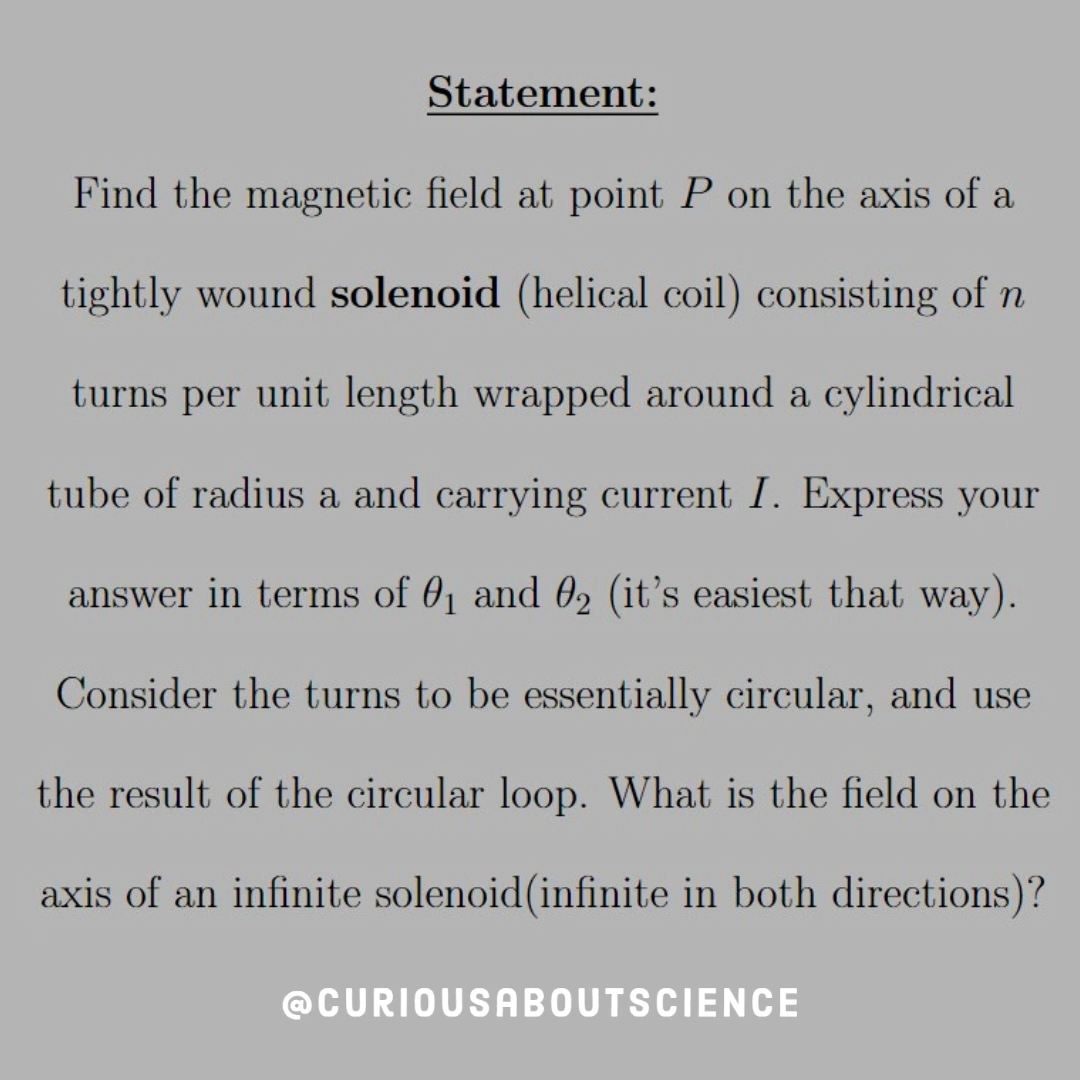 Statement:
Find the magnetic field at point P on the axis of a
tightly wound solenoid (helical coil) consisting of n
turns per unit length wrapped around a cylindrical
tube of radius a and carrying current I. Express your
answer in terms of θ₁ and θ₂ (it's easiest that way).
Consider the turns to be essentially circular, and use
the result of the circular loop. What is the field on the
axis of an infinite solenoid(infinite in both directions)?
@CURIOUSABOUTSCIENCE